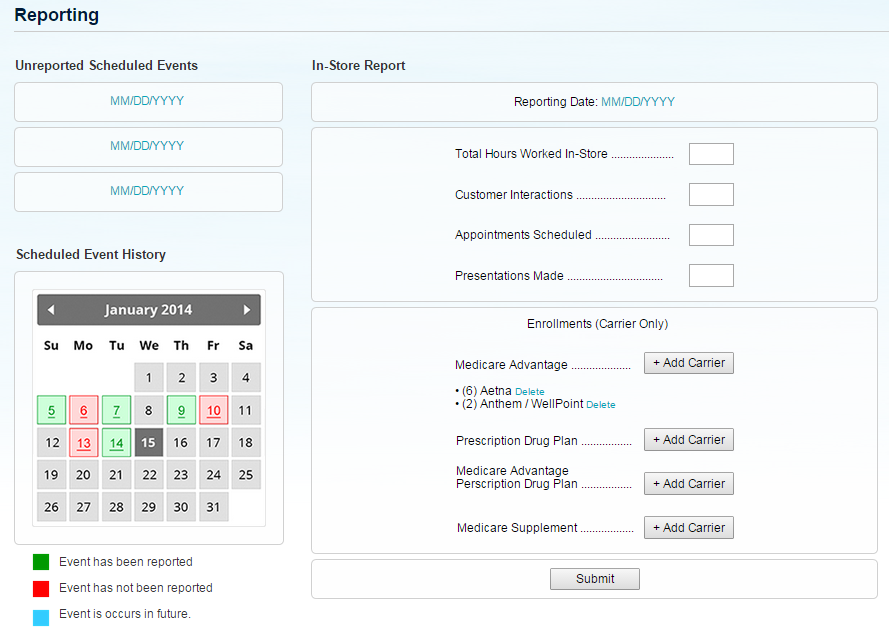 Reporting
Unreported Scheduled Events
MM/DD/YYYY
MM/DD/YYYY
MM/DD/YYYY
Scheduled Event History
January 2014
Su Mo Tu We Th Fr Sa
1 2 3 4
5 6 7 8 9 10 11
12 13 14 15 16 17 18
19 20 21 22 23 24 25
26 27 28 29 30 31
Event has been reported
Event has not been reported
Event is occurs in future.
In-Store Report
Reporting Date: MM/DD/YYYY
Total Hours Worked In-Store .....................
Customer Interactions ..............................
Appointments Scheduled .........................
Presentations Made ................................
Enrollments (Carrier Only)
Medicare Advantage .................... + Add Carrier
• (6) Aetna Delete
• (2) Anthem / WellPoint Delete
Prescription Drug Plan ................. + Add Carrier
Medicare Advantage
Perscription Drug Plan ................. + Add Carrier
Medicare Supplement .................. + Add Carrier
Submit